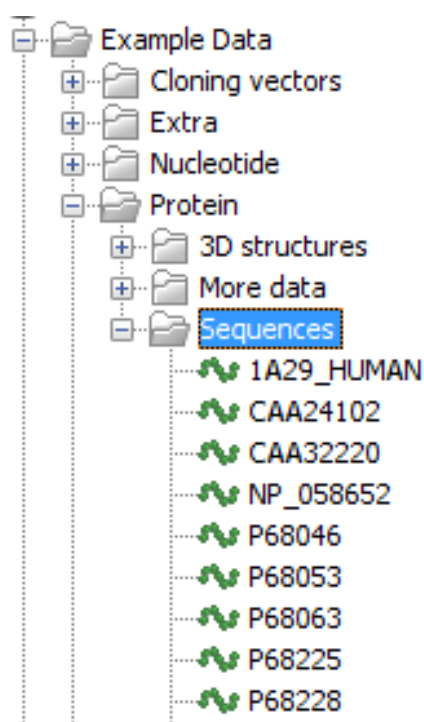 Example Data
Cloning vectors
Extra
Nucleotide
Protein
3D structures
More data
Sequences
1A29_HUMAN
CAA24102
CAA32220
NP_058652
P68046
P68053
P68063
P68225
P68228